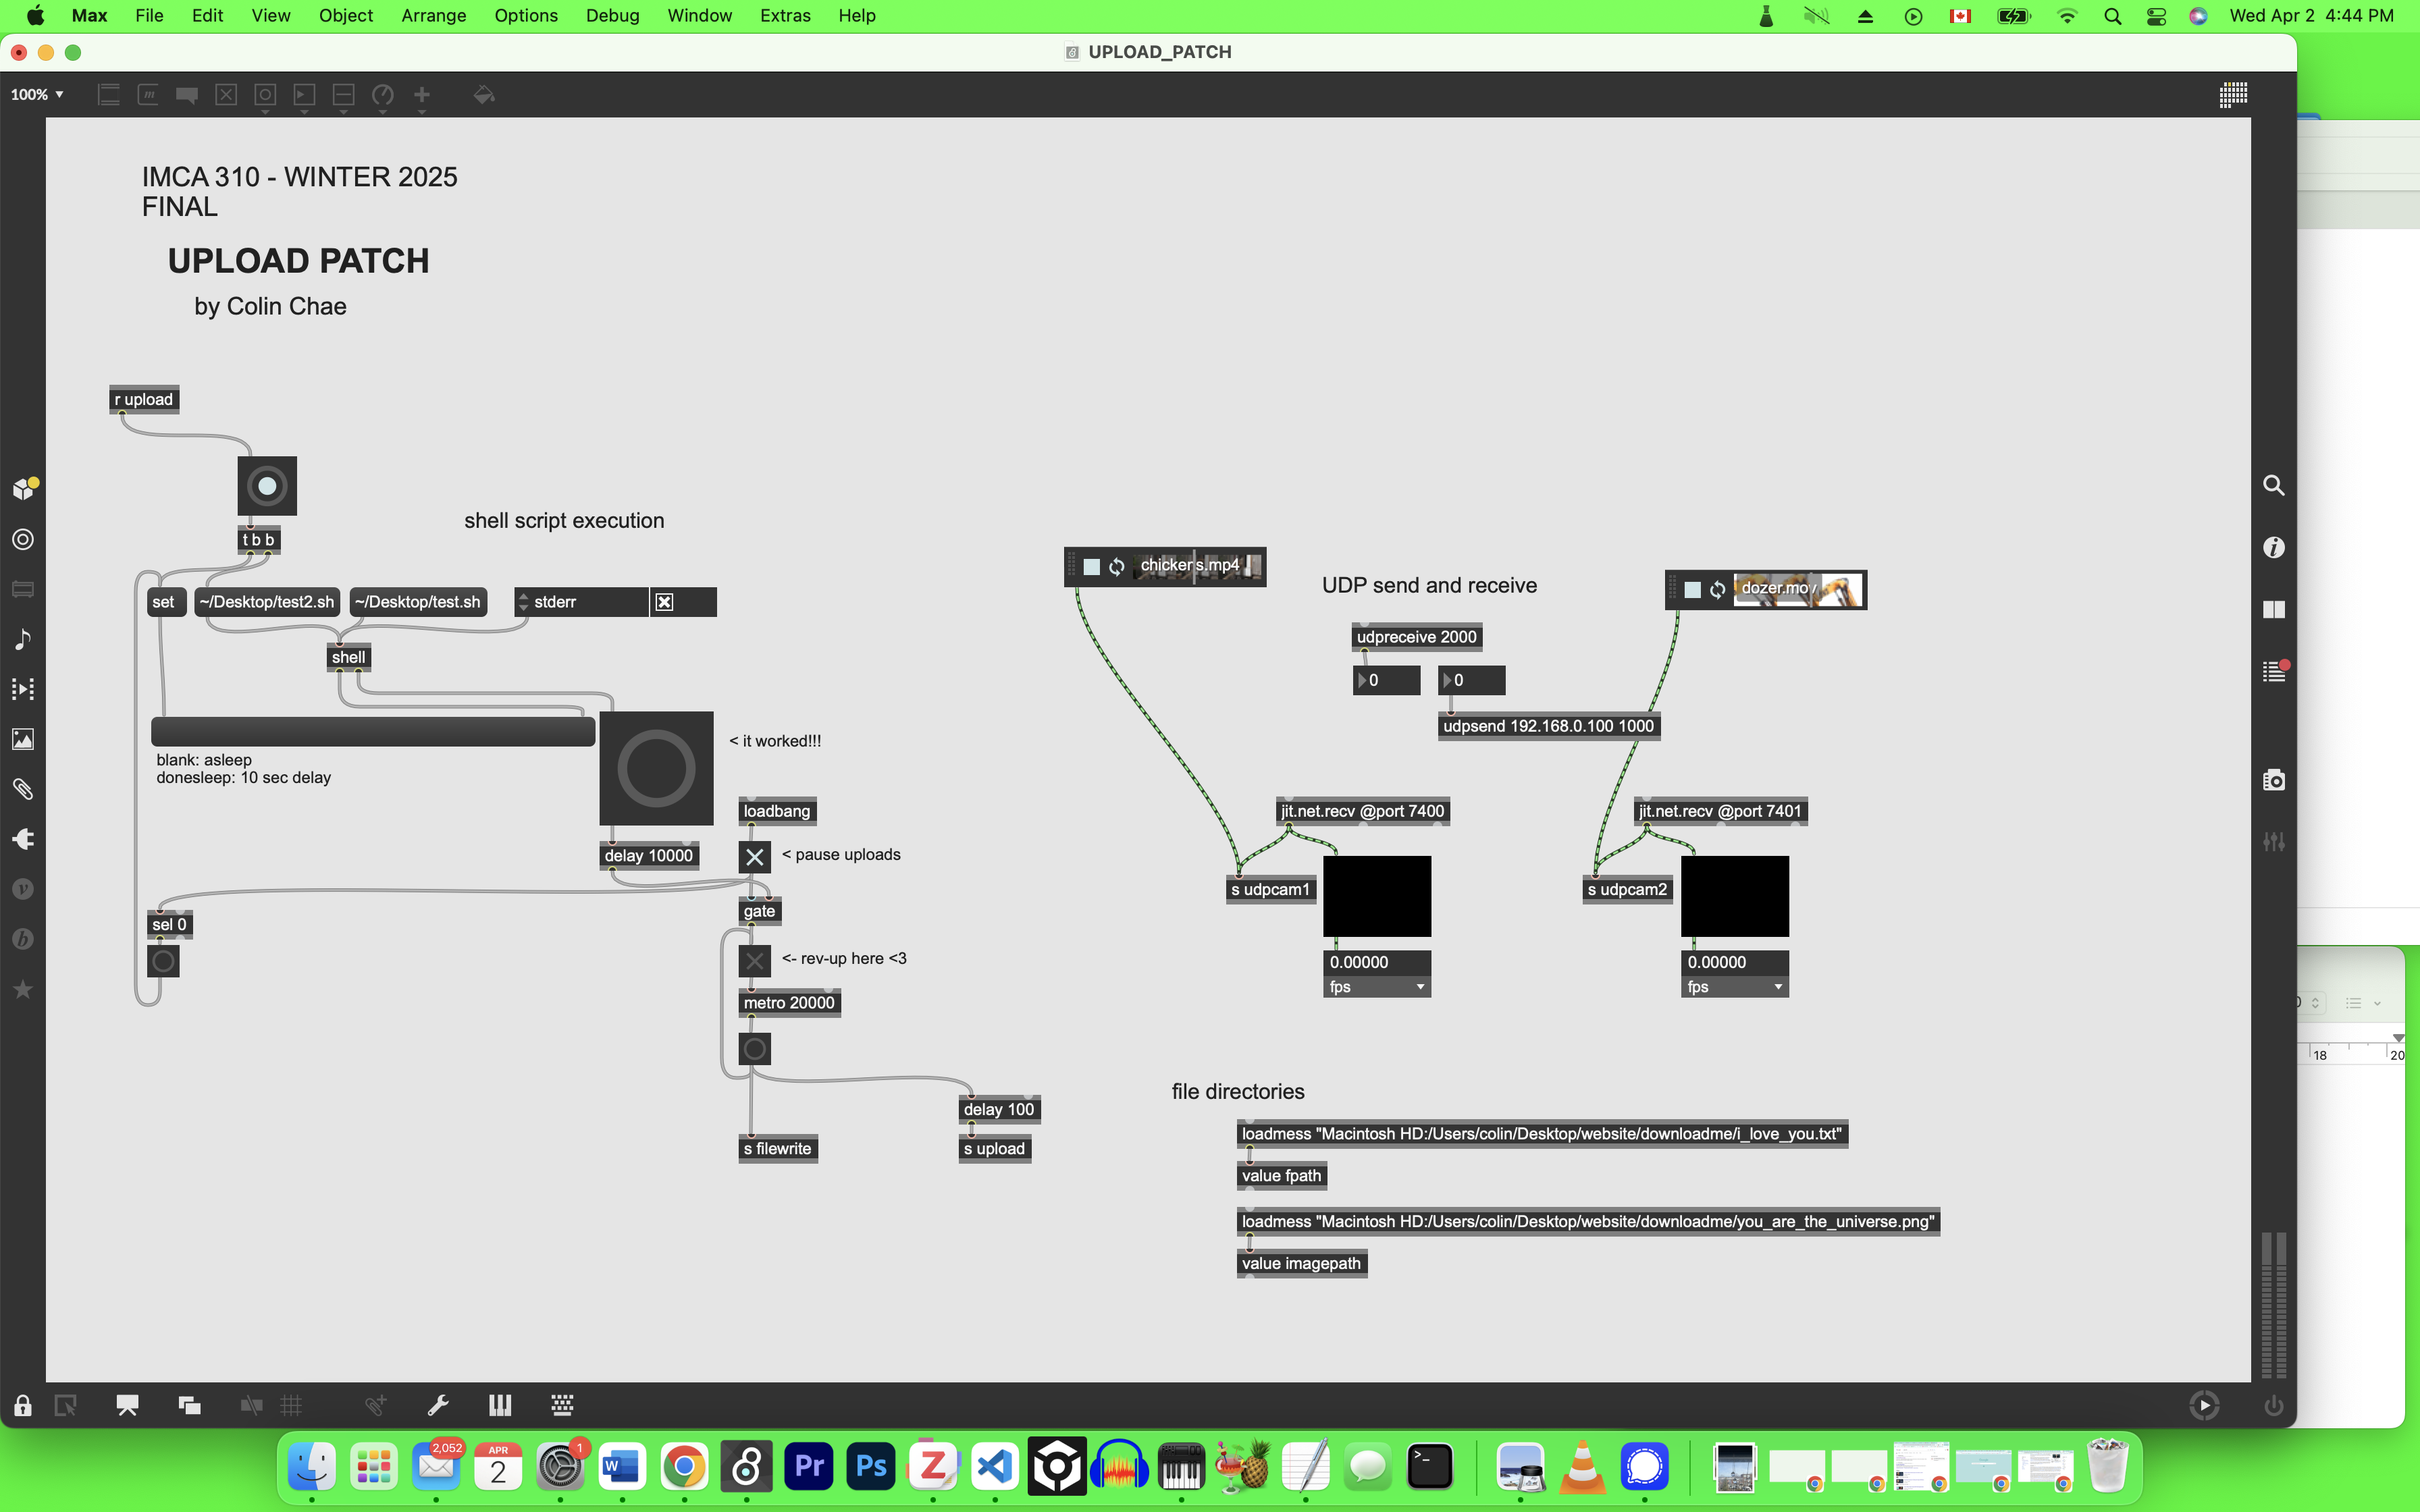 Max File Edit View Object Arrange Options Debug Window Extras Help
Wed Apr 2 4:44 PM
UPLOAD_PATCH
100%
IMCA 310 - WINTER 2025
FINAL
UPLOAD PATCH
by Colin Chae
r upload
t b b
shell script execution
set
~/Desktop/test2.sh
~/Desktop/test.sh
stderr
shell
blank: asleep
donesleep: 10 sec delay
< it worked!!!
loadbang
delay 10000
< pause uploads
gate
sel 0
<- rev-up here <3
metro 20000
delay 100
s filewrite
s upload
chickers.mp4
UDP send and receive
dozer.mov
udpreceive 2000
0
0
udpsend 192.168.0.100 1000
jit.net.recv @port 7400
jit.net.recv @port 7401
s udpcam1
s udpcam2
0.00000
fps
0.00000
fps
file directories
loadmess "Macintosh HD:/Users/colin/Desktop/website/downloadme/i_love_you.txt"
value fpath
loadmess "Macintosh HD:/Users/colin/Desktop/website/downloadme/you_are_the_universe.png"
value imagepath
18
20
2,052
APR
2
1
W
Pr
Ps
Z
>_